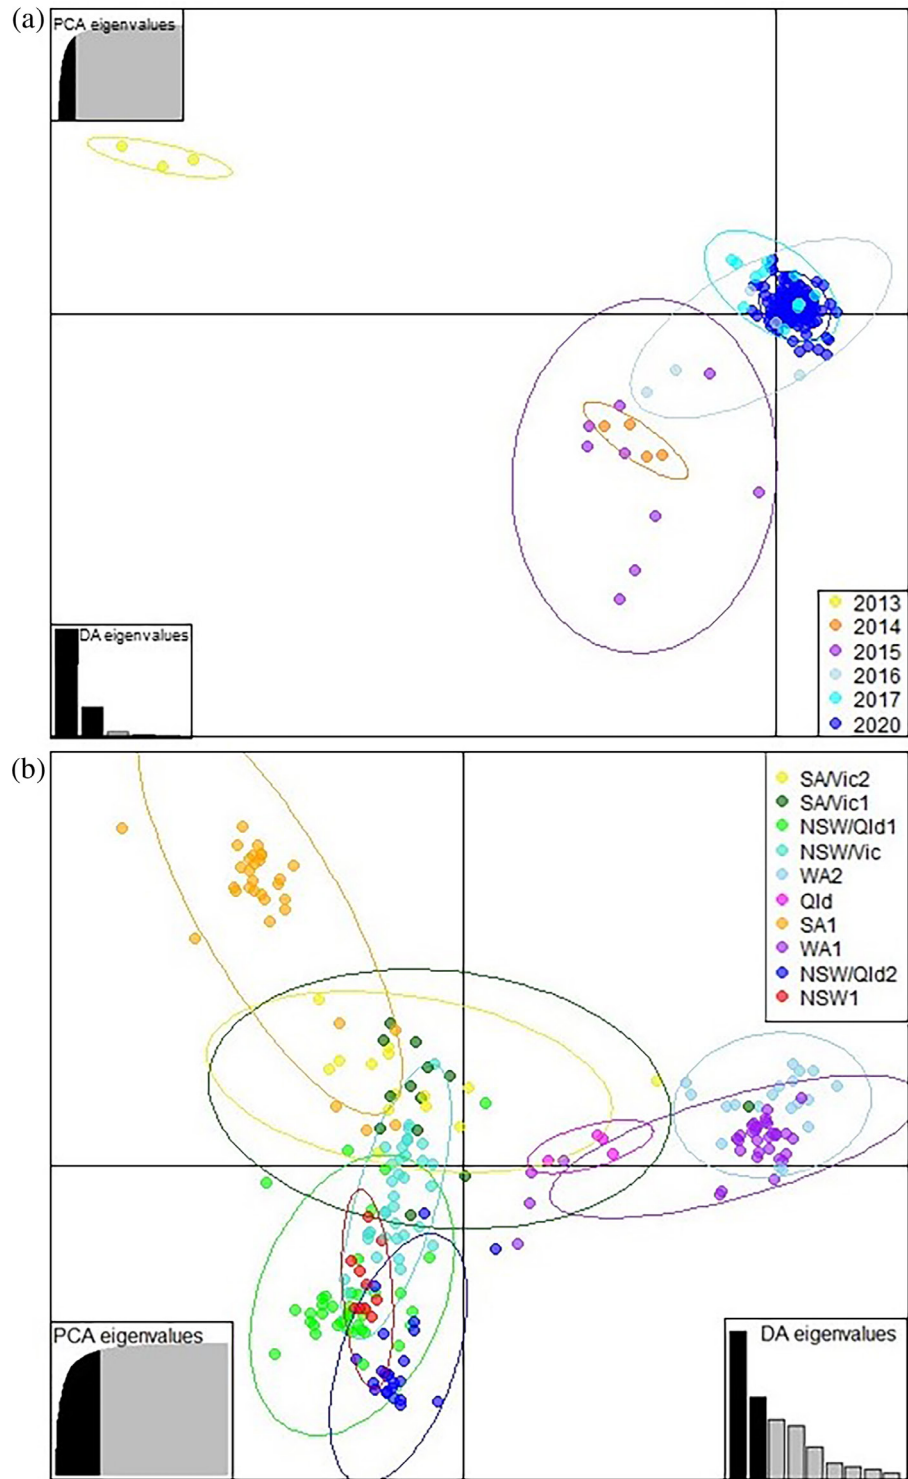 (a)
PCA eigenvalues
DA eigenvalues
2013
2014
2015
2016
2017
2020
(b)
SA/Vic2
SA/Vic1
NSW/Qld1
NSW/Vic
WA2
Qld
SA1
WA1
NSW/Qld2
NSW1
PCA eigenvalues
DA eigenvalues